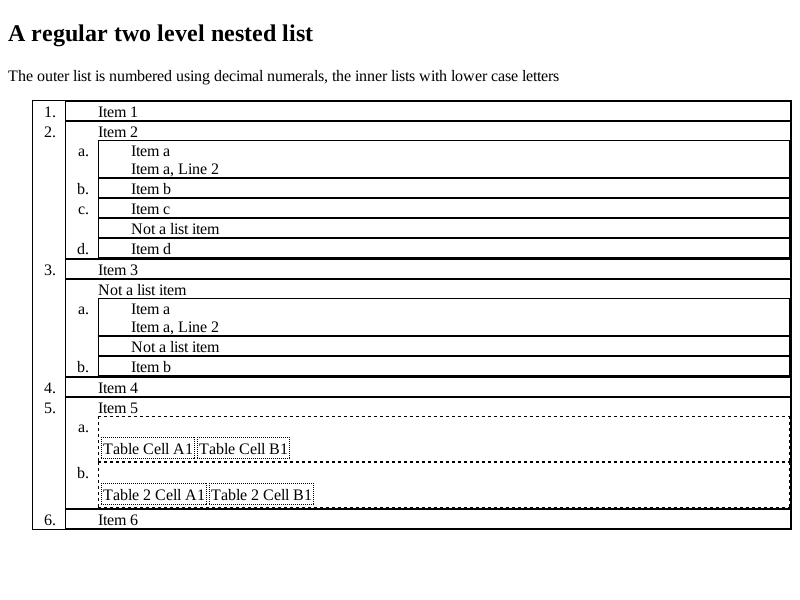 A regular two level nested list
The outer list is numbered using decimal numerals, the inner lists with lower case letters
1. Item 1
2. Item 2
a. Item a
Item a, Line 2
b. Item b
c. Item c
Not a list item
d. Item d
3. Item 3
Not a list item
a. Item a
Item a, Line 2
Not a list item
b. Item b
4. Item 4
5. Item 5
a.
Table Cell A1 Table Cell B1
b.
Table 2 Cell A1 Table 2 Cell B1
6. Item 6